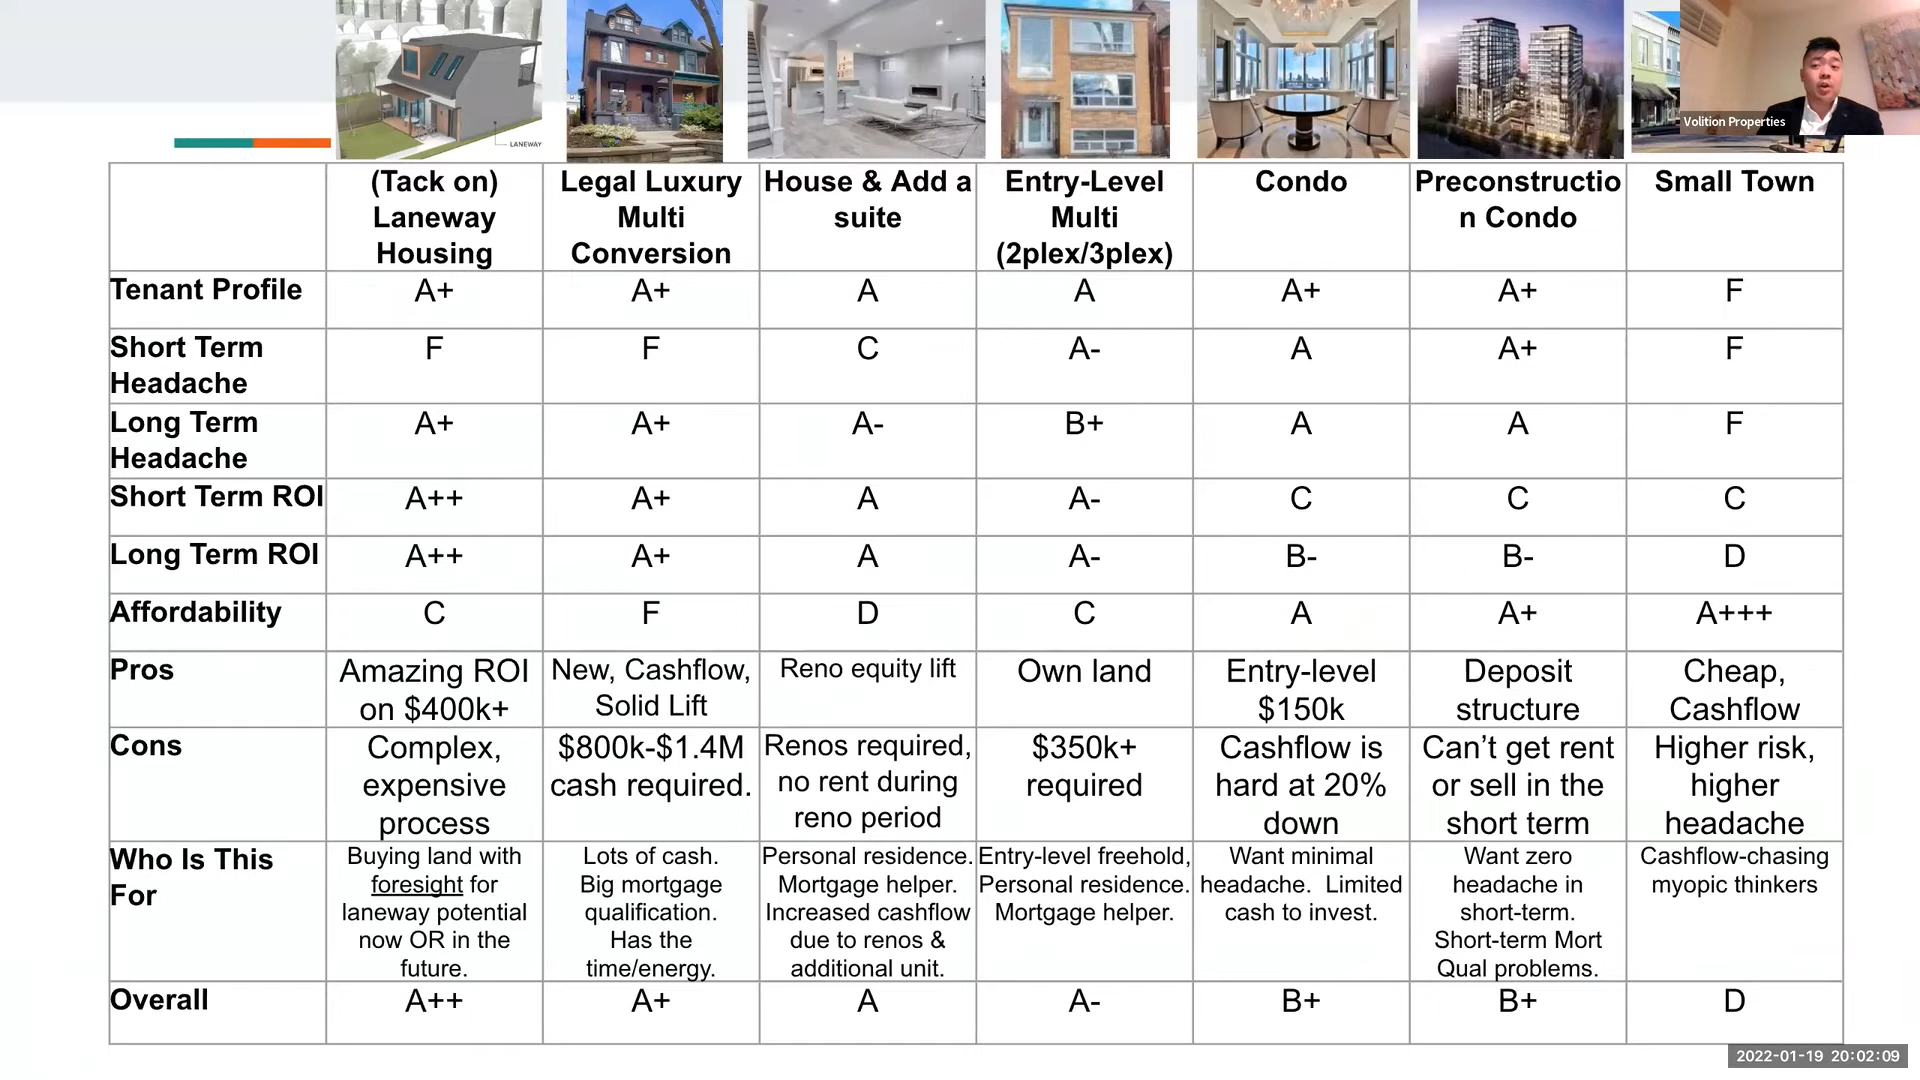 LANEWAY
Volition Properties
(Tack on)
Laneway
Housing
Legal Luxury
Multi
Conversion
House & Add a
suite
Entry-Level
Multi
(2plex/3plex)
Condo
Preconstructio
n Condo
Small Town
Tenant Profile
A+
A+
A
A
A+
A+
F
Short Term
Headache
F
F
C
A-
A
A+
F
Long Term
Headache
A+
A+
A-
B+
A
A
F
Short Term ROI
A++
A+
A
A-
C
C
C
Long Term ROI
A++
A+
A
A-
B-
B-
D
Affordability
C
F
D
C
A
A+
A+++
Pros
Amazing ROI
on $400k+
New, Cashflow,
Solid Lift
Reno equity lift
Own land
Entry-level
$150k
Deposit
structure
Cheap,
Cashflow
Cons
Complex,
expensive
process
$800k-$1.4M
cash required.
Renos required,
no rent during
reno period
$350k+
required
Cashflow is
hard at 20%
down
Can’t get rent
or sell in the
short term
Higher risk,
higher
headache
Who Is This
For
Buying land with
foresight for
laneway potential
now OR in the
future.
Lots of cash.
Big mortgage
qualification.
Has the
time/energy.
Personal residence.
Mortgage helper.
Increased cashflow
due to renos &
additional unit.
Entry-level freehold,
Personal residence.
Mortgage helper.
Want minimal
headache.  Limited
cash to invest.
Want zero
headache in
short-term.
Short-term Mort
Qual problems.
Cashflow-chasing
myopic thinkers
Overall
A++
A+
A
A-
B+
B+
D
2022-01-19 20:02:09